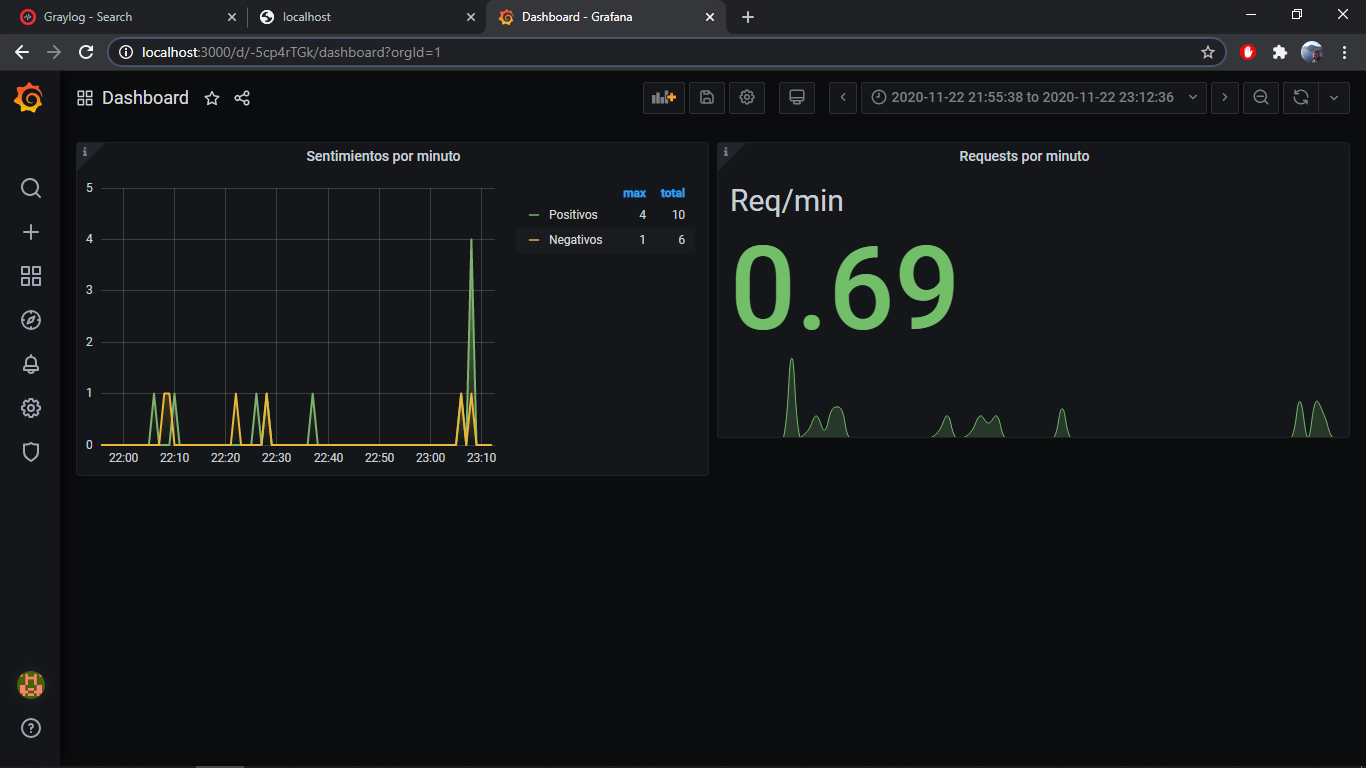 Graylog - Search
localhost
Dashboard - Grafana
localhost:3000/d/-5cp4rTGk/dashboard?orgId=1
Dashboard
2020-11-22 21:55:38 to 2020-11-22 23:12:36
Sentimientos por minuto
5
4
3
2
1
0
22:00 22:10 22:20 22:30 22:40 22:50 23:00 23:10
max total
Positivos 4 10
Negativos 1 6
Requests por minuto
Req/min
0.69